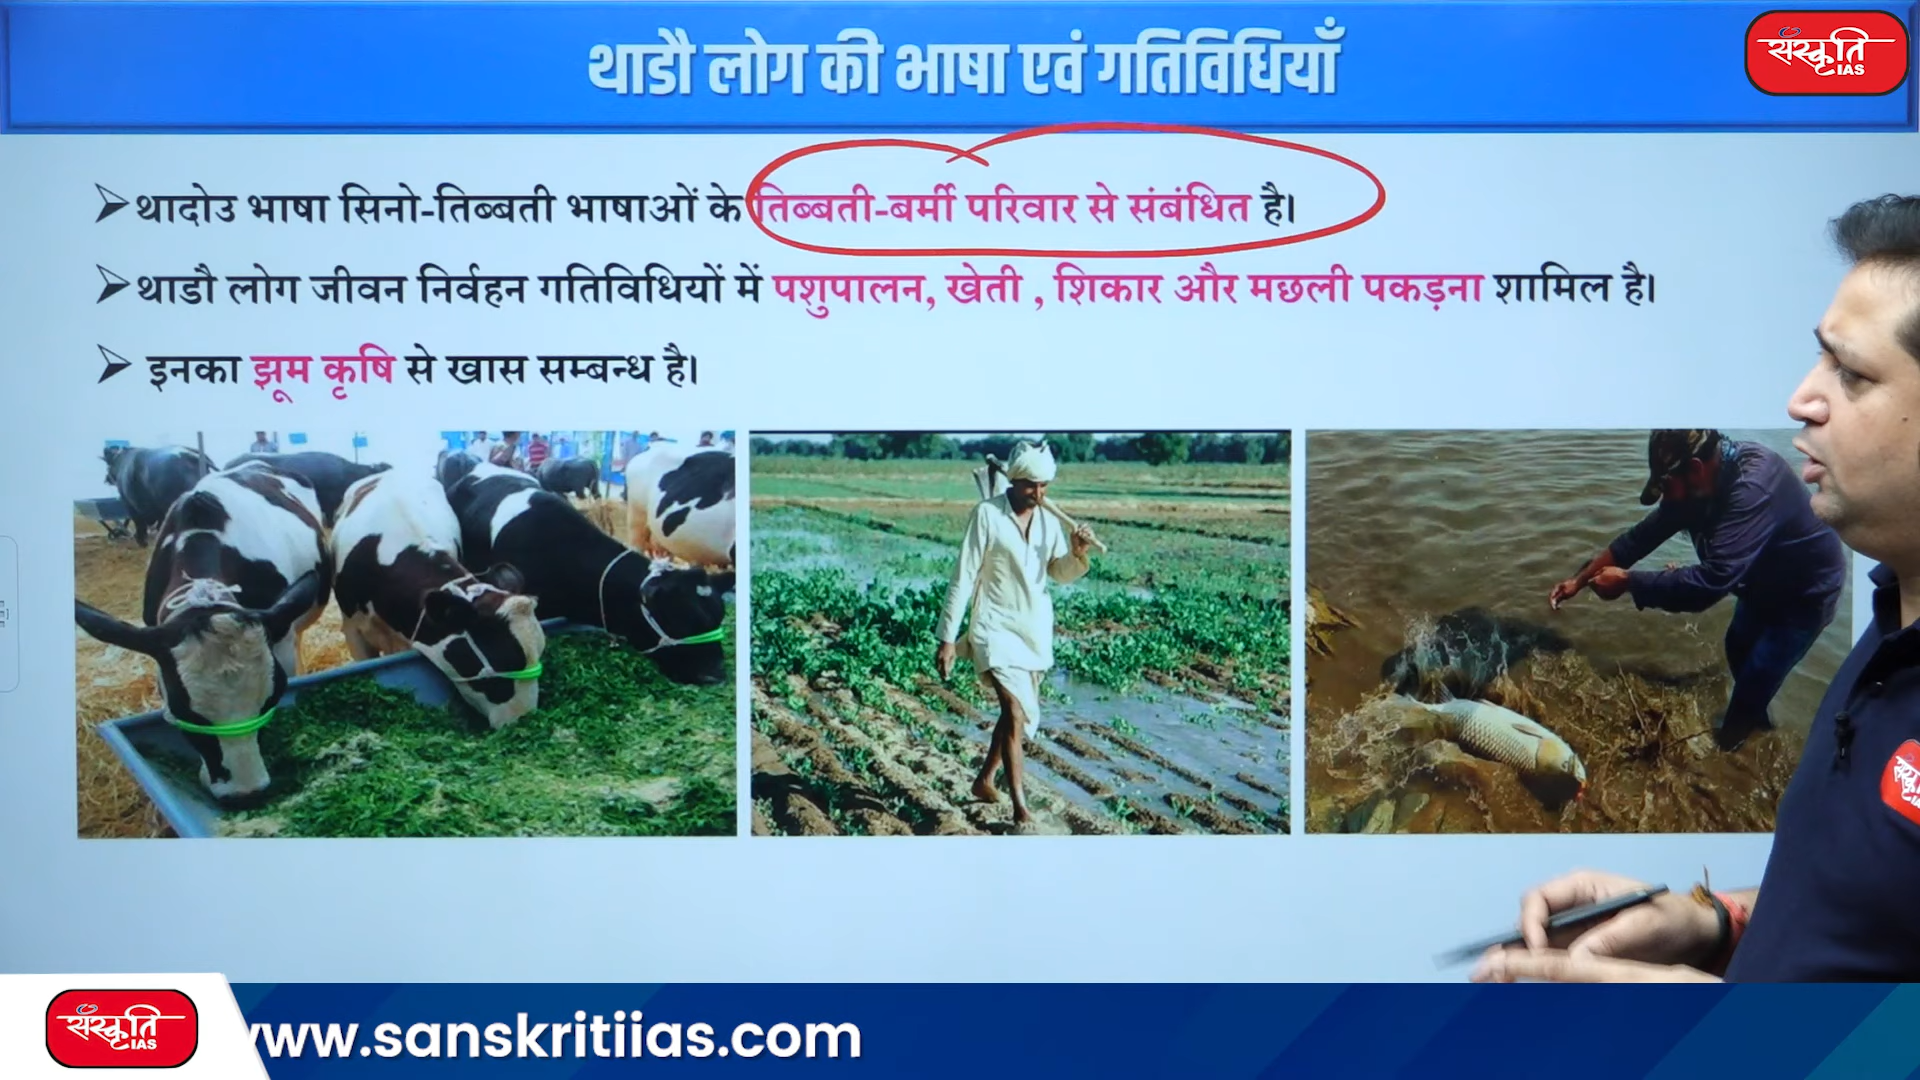 थाडौ लोग की भाषा एवं गतिविधियाँ
संस्कृति
IAS
➢थादोउ भाषा सिनो-तिब्बती भाषाओं के तिब्बती-बर्मी परिवार से संबंधित है।
➢थाडौ लोग जीवन निर्वहन गतिविधियों में पशुपालन, खेती , शिकार और मछली पकड़ना शामिल है।
➢ इनका झूम कृषि से खास सम्बन्ध है।
संस्कृति
IAS
www.sanskritiias.com